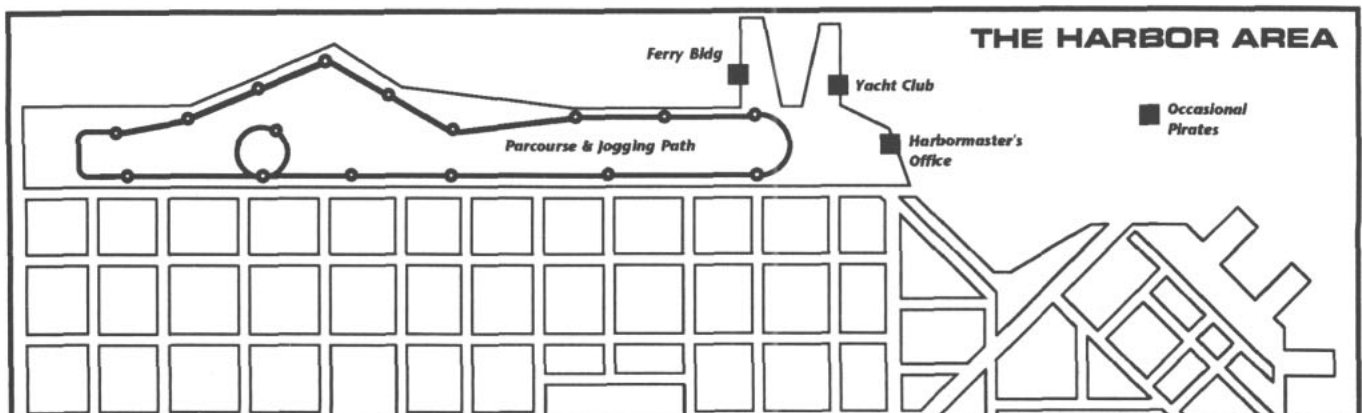 THE HARBOR AREA
Ferry Bldg
Yacht Club
Occasional
Pirates
Parcourse & Jogging Path
Harbormaster's
Office